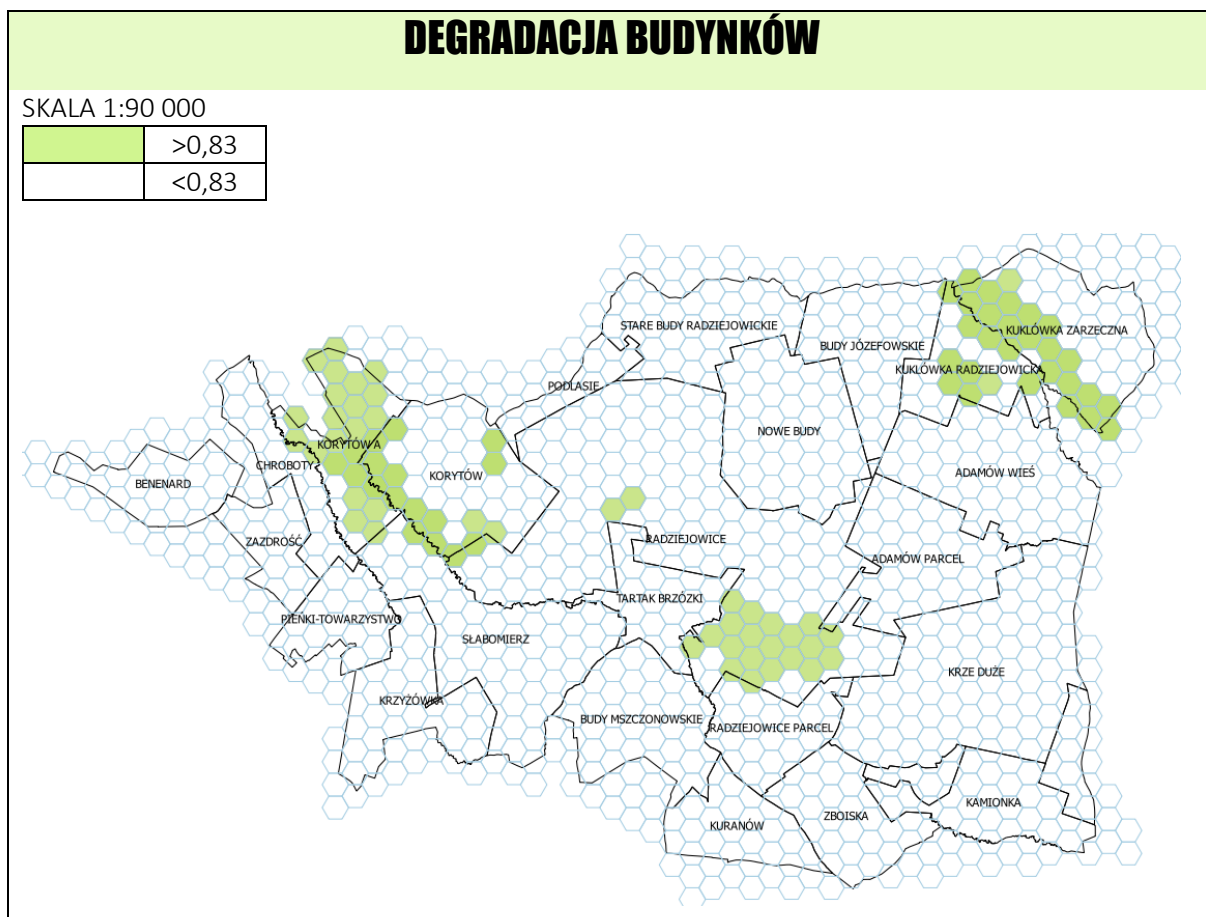 DEGRADACJA BUDYNKÓW
SKALA 1:90 000
>0,83
<0,83
STARE BUDY RADZIEJOWICKIE
KUKLÓWKA ZARZECZNA
BUDY JÓZEFOWSKIE
KUKLÓWKA RADZIEJOWICKA
PODLASIE
NOWE BUDY
KORYTÓW A
CHROBOTY
KORYTÓW
ADAMÓW WIEŚ
BENENARD
ZAZDROŚĆ
RADZIEJOWICE
ADAMÓW PARCEL
TARTAK BRZÓZKI
PIEŃKI-TOWARZYSTWO
SŁABOMIERZ
KRZE DUŻE
KRZYŻÓWKA
BUDY MSZCZONOWSKIE
RADZIEJOWICE PARCEL
KAMIONKA
ZBOISKA
KURANÓW